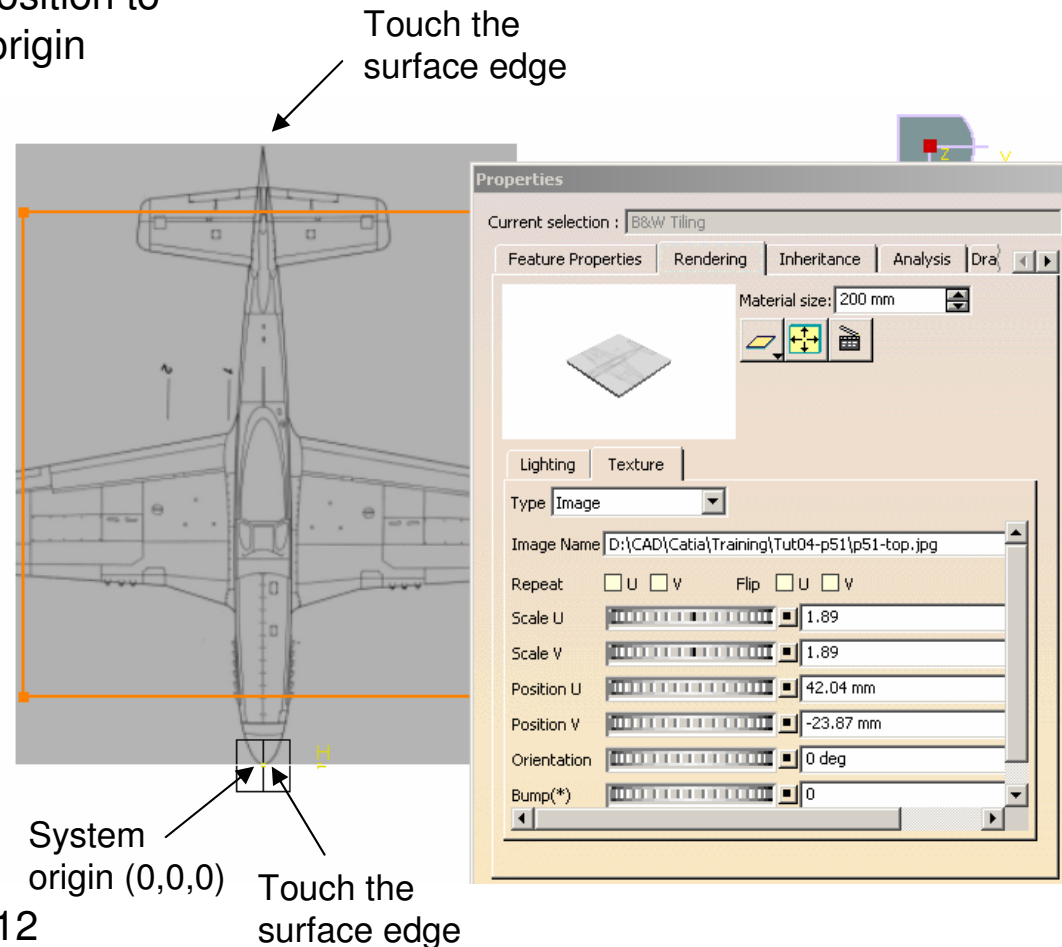 osition to
origin
Touch the
surface edge
Z
Y
Properties
Current selection : B&W Tiling
Feature Properties Rendering Inheritance Analysis Dra
Material size: 200 mm
Lighting Texture
Type Image
Image Name D:\CAD\Catia\Training\Tut04-p51\p51-top.jpg
Repeat U V Flip U V
Scale U 1.89
Scale V 1.89
Position U 42.04 mm
Position V -23.87 mm
Orientation 0 deg
Bump(*) 0
2 1
H
System
origin (0,0,0)
Touch the
surface edge
12